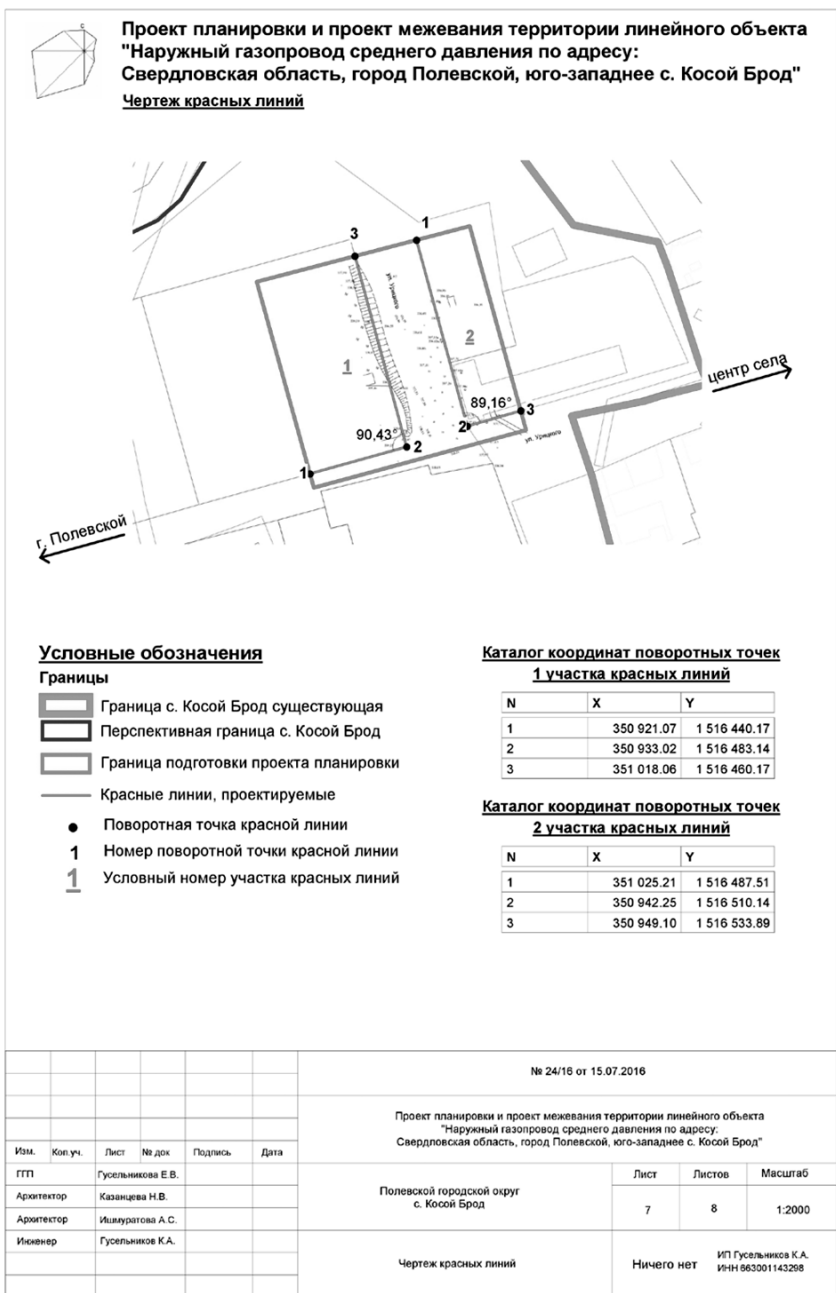 С
Проект планировки и проект межевания территории линейного объекта
"Наружный газопровод среднего давления по адресу:
Свердловская область, город Полевской, юго-западнее с. Косой Брод"
Чертеж красных линий
3
1
ул. Урицкого
1
2
центр села
89,16°
3
90,43°
2
2
ул. Урицкого
1
г. Полевской
Условные обозначения
Границы
Граница с. Косой Брод существующая
Перспективная граница с. Косой Брод
Граница подготовки проекта планировки
Красные линии, проектируемые
Поворотная точка красной линии
1 Номер поворотной точки красной линии
1 Условный номер участка красных линий
Каталог координат поворотных точек
1 участка красных линий
N X Y
1 350 921.07 1 516 440.17
2 350 933.02 1 516 483.14
3 351 018.06 1 516 460.17
Каталог координат поворотных точек
2 участка красных линий
N X Y
1 351 025.21 1 516 487.51
2 350 942.25 1 516 510.14
3 350 949.10 1 516 533.89
№ 24/16 от 15.07.2016
Проект планировки и проект межевания территории линейного объекта
"Наружный газопровод среднего давления по адресу:
Свердловская область, город Полевской, юго-западнее с. Косой Брод"
Изм. Кол.уч. Лист № док Подпись Дата
ГГП Гусельникова Е.В.
Архитектор Казанцева Н.В.
Архитектор Ишмуратова А.С.
Инженер Гусельников К.А.
Полевской городской округ
с. Косой Брод
Лист Листов Масштаб
7 8 1:2000
Чертеж красных линий
Ничего нет
ИП Гусельников К.А.
ИНН 663001143298